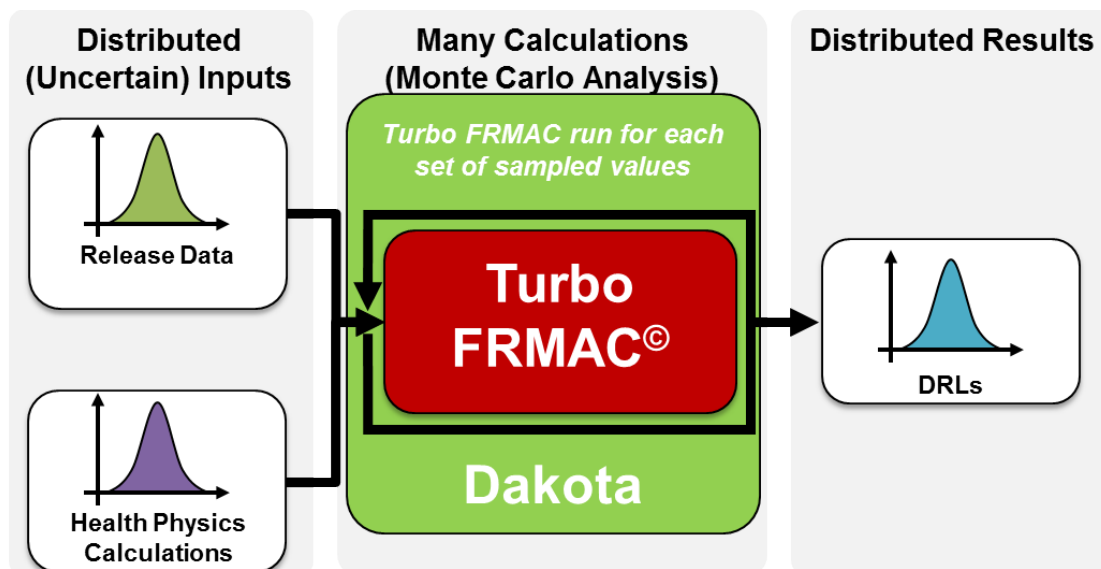 Distributed
(Uncertain) Inputs
Release Data
Health Physics
Calculations
Many Calculations
(Monte Carlo Analysis)
Turbo FRMAC run for each
set of sampled values
Turbo
FRMAC©
Dakota
Distributed Results
DRLs